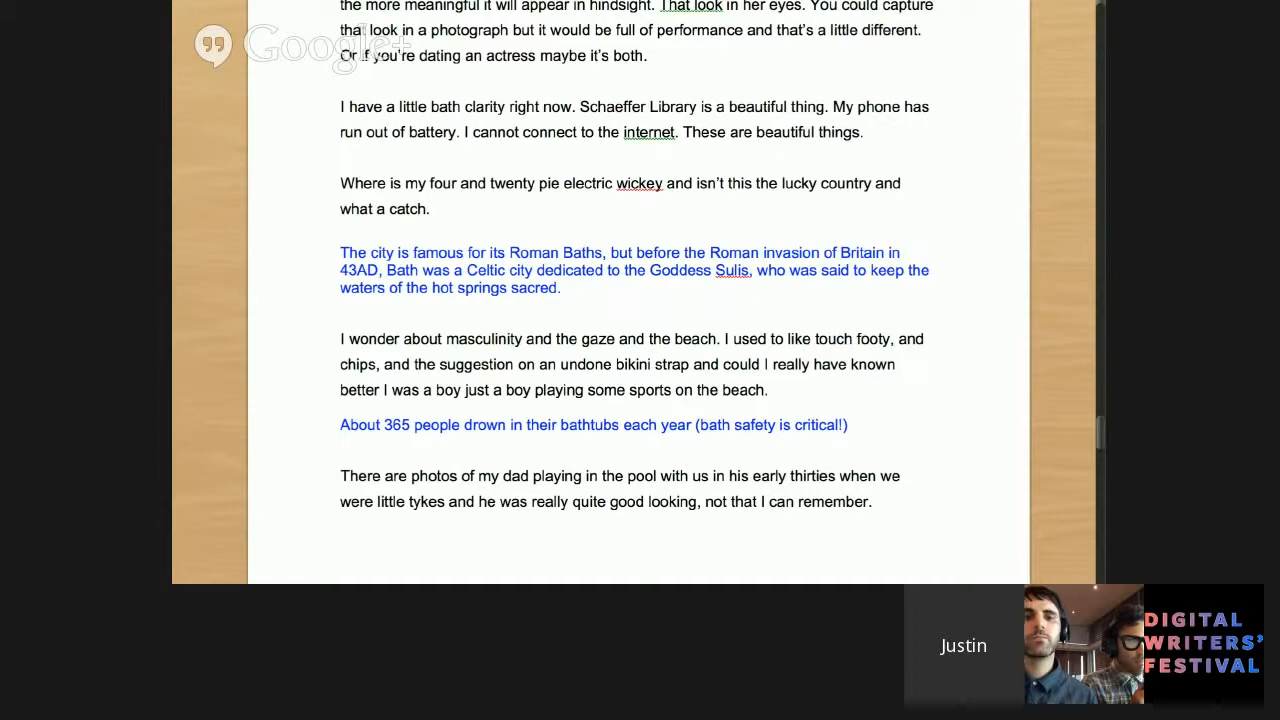 the more meaningful it will appear in hindsight. That look in her eyes. You could capture
that look in a photograph but it would be full of performance and that's a little different.
Or if you're dating an actress maybe it's both.
Google+
I have a little bath clarity right now. Schaeffer Library is a beautiful thing. My phone has
run out of battery. I cannot connect to the internet. These are beautiful things.
Where is my four and twenty pie electric wickey and isn't this the lucky country and
what a catch.
The city is famous for its Roman Baths, but before the Roman invasion of Britain in
43AD, Bath was a Celtic city dedicated to the Goddess Sulis, who was said to keep the
waters of the hot springs sacred.
I wonder about masculinity and the gaze and the beach. I used to like touch footy, and
chips, and the suggestion on an undone bikini strap and could I really have known
better I was a boy just a boy playing some sports on the beach.
About 365 people drown in their bathtubs each year (bath safety is critical!)
There are photos of my dad playing in the pool with us in his early thirties when we
were little tykes and he was really quite good looking, not that I can remember.
Justin
DIGITAL
WRITERS'
FESTIVAL